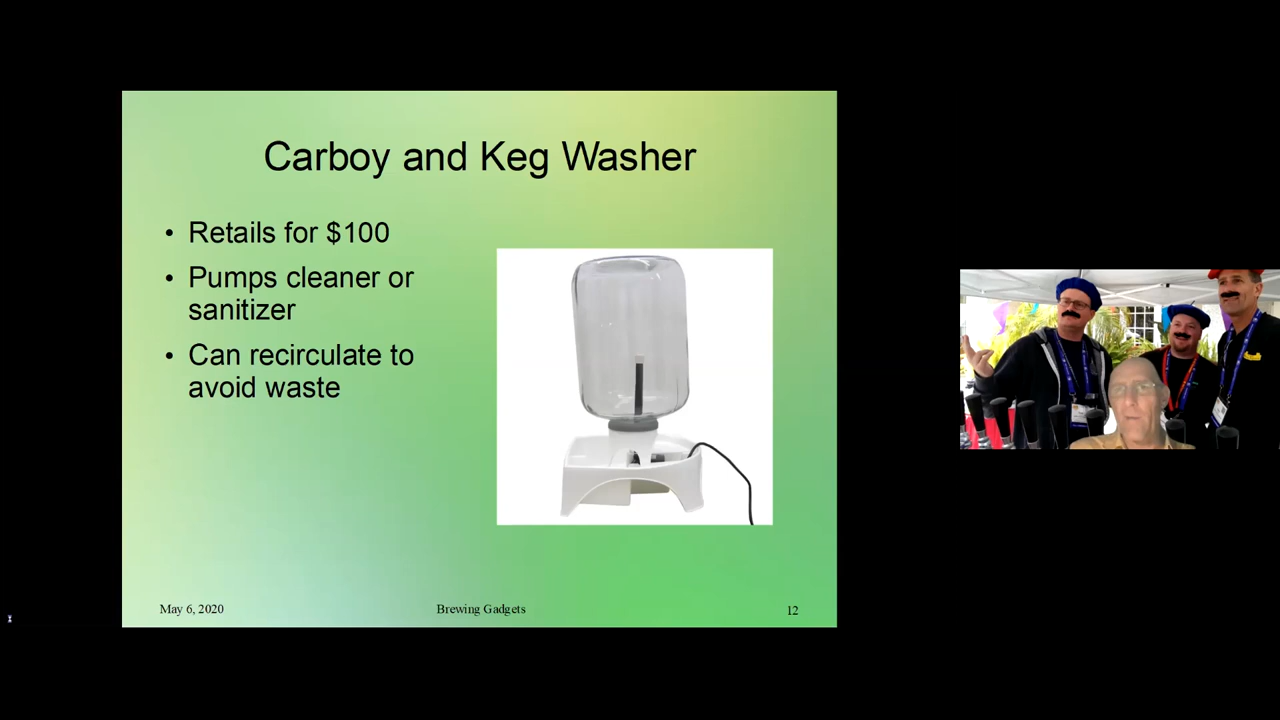 Carboy and Keg Washer
• Retails for $100
• Pumps cleaner or
sanitizer
• Can recirculate to
avoid waste
May 6, 2020
Brewing Gadgets
12